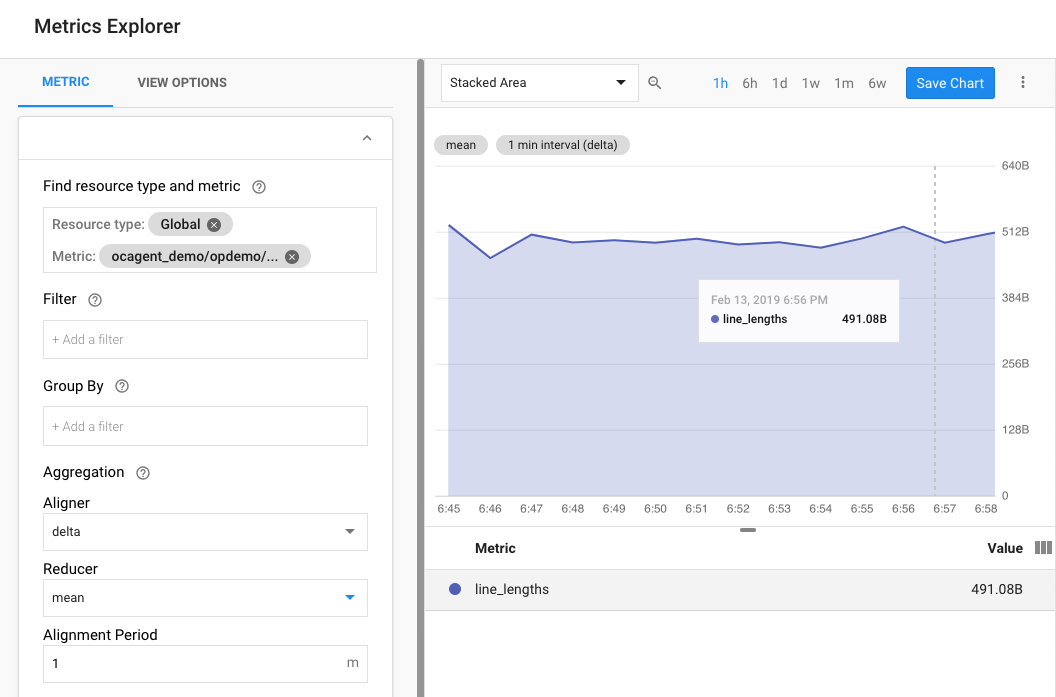 Metrics Explorer
METRIC VIEW OPTIONS
Find resource type and metric
Resource type: Global
Metric: ocagent_demo/opdemo/...
Filter
+ Add a filter
Group By
+ Add a filter
Aggregation
Aligner
delta
Reducer
mean
Alignment Period
1 m
Stacked Area 1h 6h 1d 1w 1m 6w Save Chart
mean 1 min interval (delta)
640B
512B
384B
256B
128B
0
Feb 13, 2019 6:56 PM
line_lengths 491.08B
6:45 6:46 6:47 6:48 6:49 6:50 6:51 6:52 6:53 6:54 6:55 6:56 6:57 6:58
Metric Value
line_lengths 491.08B